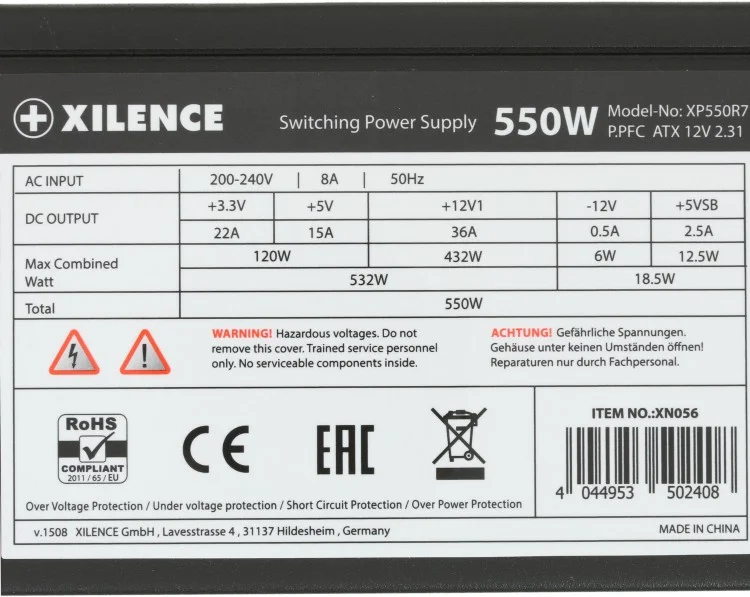 XILENCE Switching Power Supply 550W Model-No: XP550R7
P.PFC ATX 12V 2.31
AC INPUT 200-240V | 8A | 50Hz
DC OUTPUT +3.3V +5V +12V1 -12V +5VSB
22A 15A 36A 0.5A 2.5A
Max Combined Watt 120W 432W 6W 12.5W
532W 18.5W
Total 550W
WARNING! Hazardous voltages. Do not
remove this cover. Trained service personnel
only. No serviceable components inside.
ACHTUNG! Gefährliche Spannungen.
Gehäuse unter keinen Umständen öffnen!
Reparaturen nur durch Fachpersonal.
RoHS
COMPLIANT
2011 / 65 / EU
CE
EAC
ITEM NO.:XN056
4 044953 502408
Over Voltage Protection / Under voltage protection / Short Circuit Protection / Over Power Protection
v.1508 XILENCE GmbH , Lavesstrasse 4 , 31137 Hildesheim , Germany
MADE IN CHINA